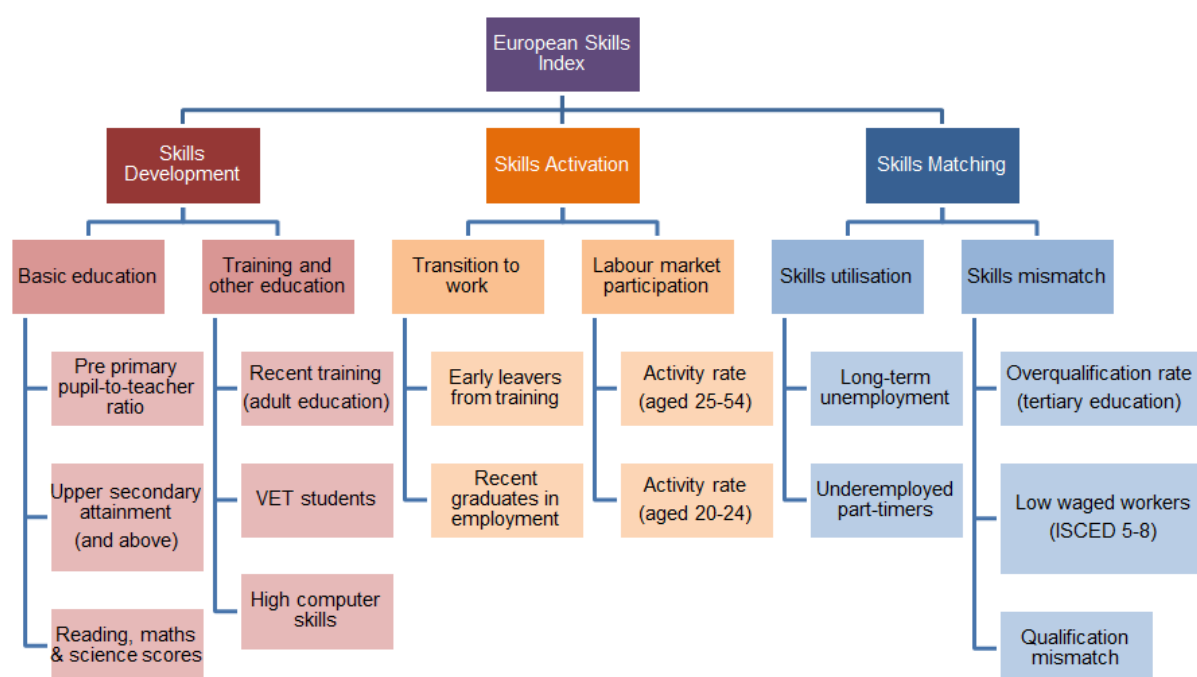 European Skills
Index
Skills
Development
Skills Activation
Skills Matching
Basic education
Training and
other education
Transition to
work
Labour market
participation
Skills utilisation
Skills mismatch
Pre primary
pupil-to-teacher
ratio
Recent training
(adult education)
Early leavers
from training
Activity rate
(aged 25-54)
Long-term
unemployment
Overqualification rate
(tertiary education)
Upper secondary
attainment
(and above)
VET students
Recent
graduates in
employment
Activity rate
(aged 20-24)
Underemployed
part-timers
Low waged workers
(ISCED 5-8)
Reading, maths
& science scores
High computer
skills
Qualification
mismatch